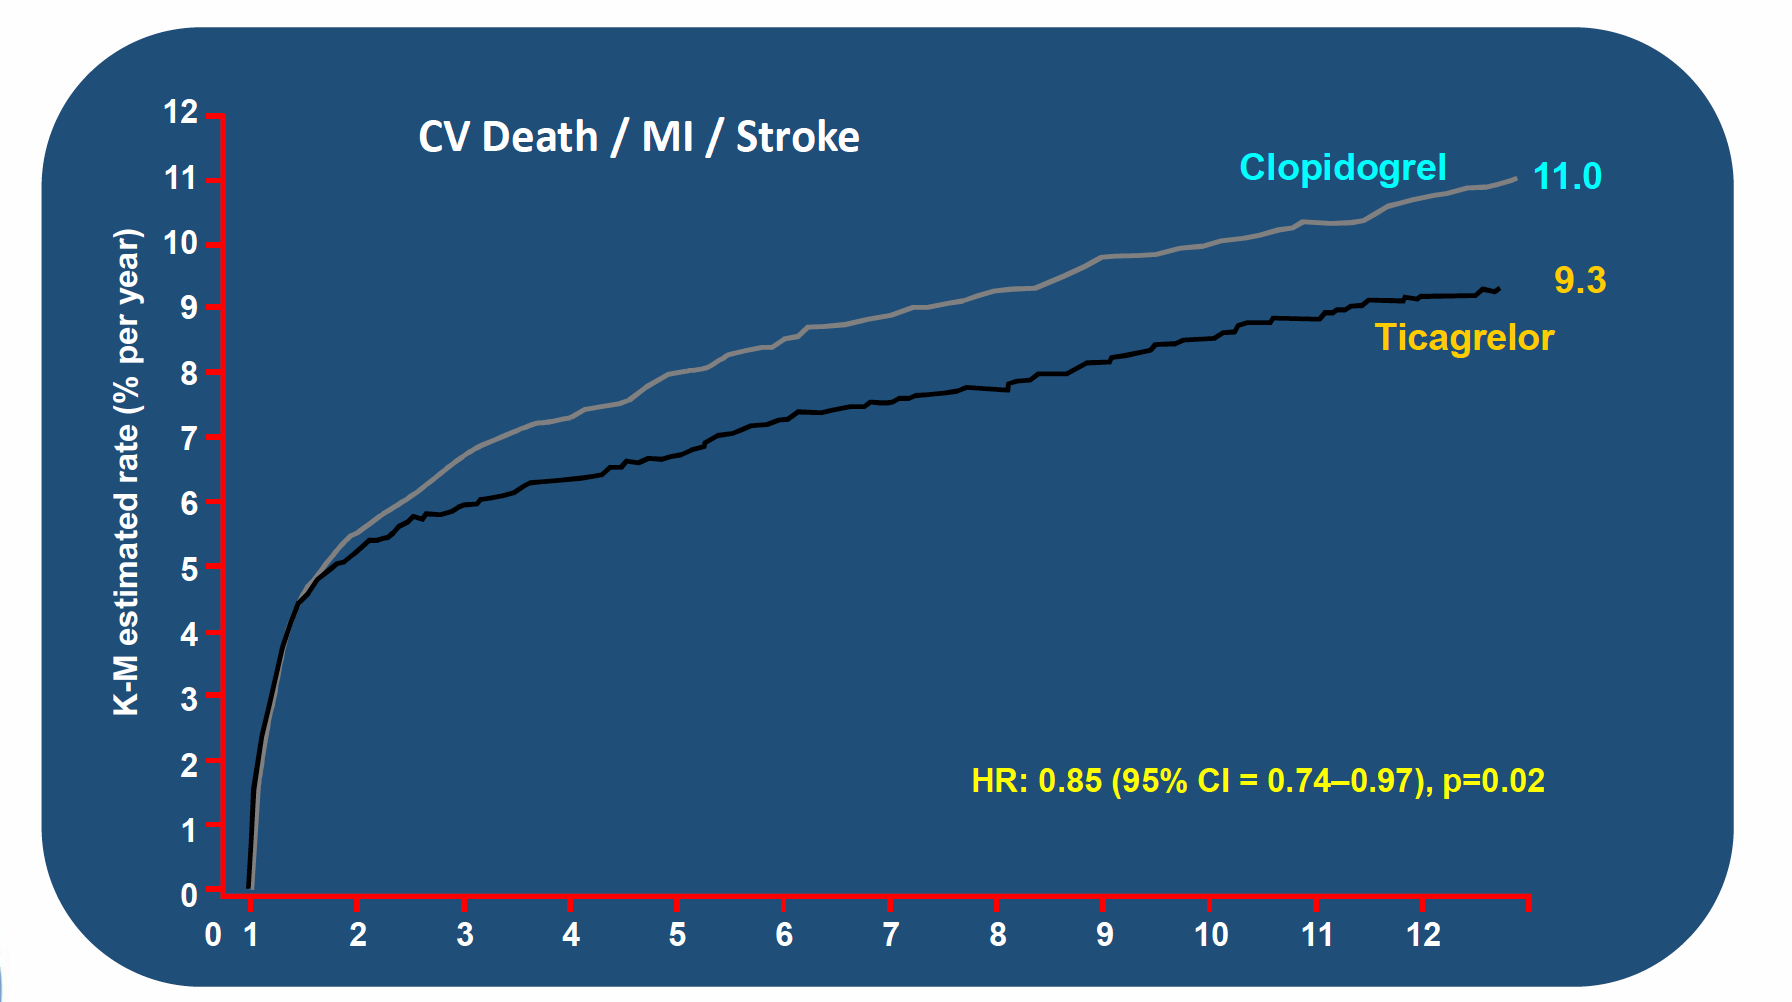 CV Death / MI / Stroke
K-M estimated rate (% per year)
12
11
10
9
8
7
6
5
4
3
2
1
0
Clopidogrel 11.0
9.3
Ticagrelor
HR: 0.85 (95% CI = 0.74–0.97), p=0.02
0 1 2 3 4 5 6 7 8 9 10 11 12